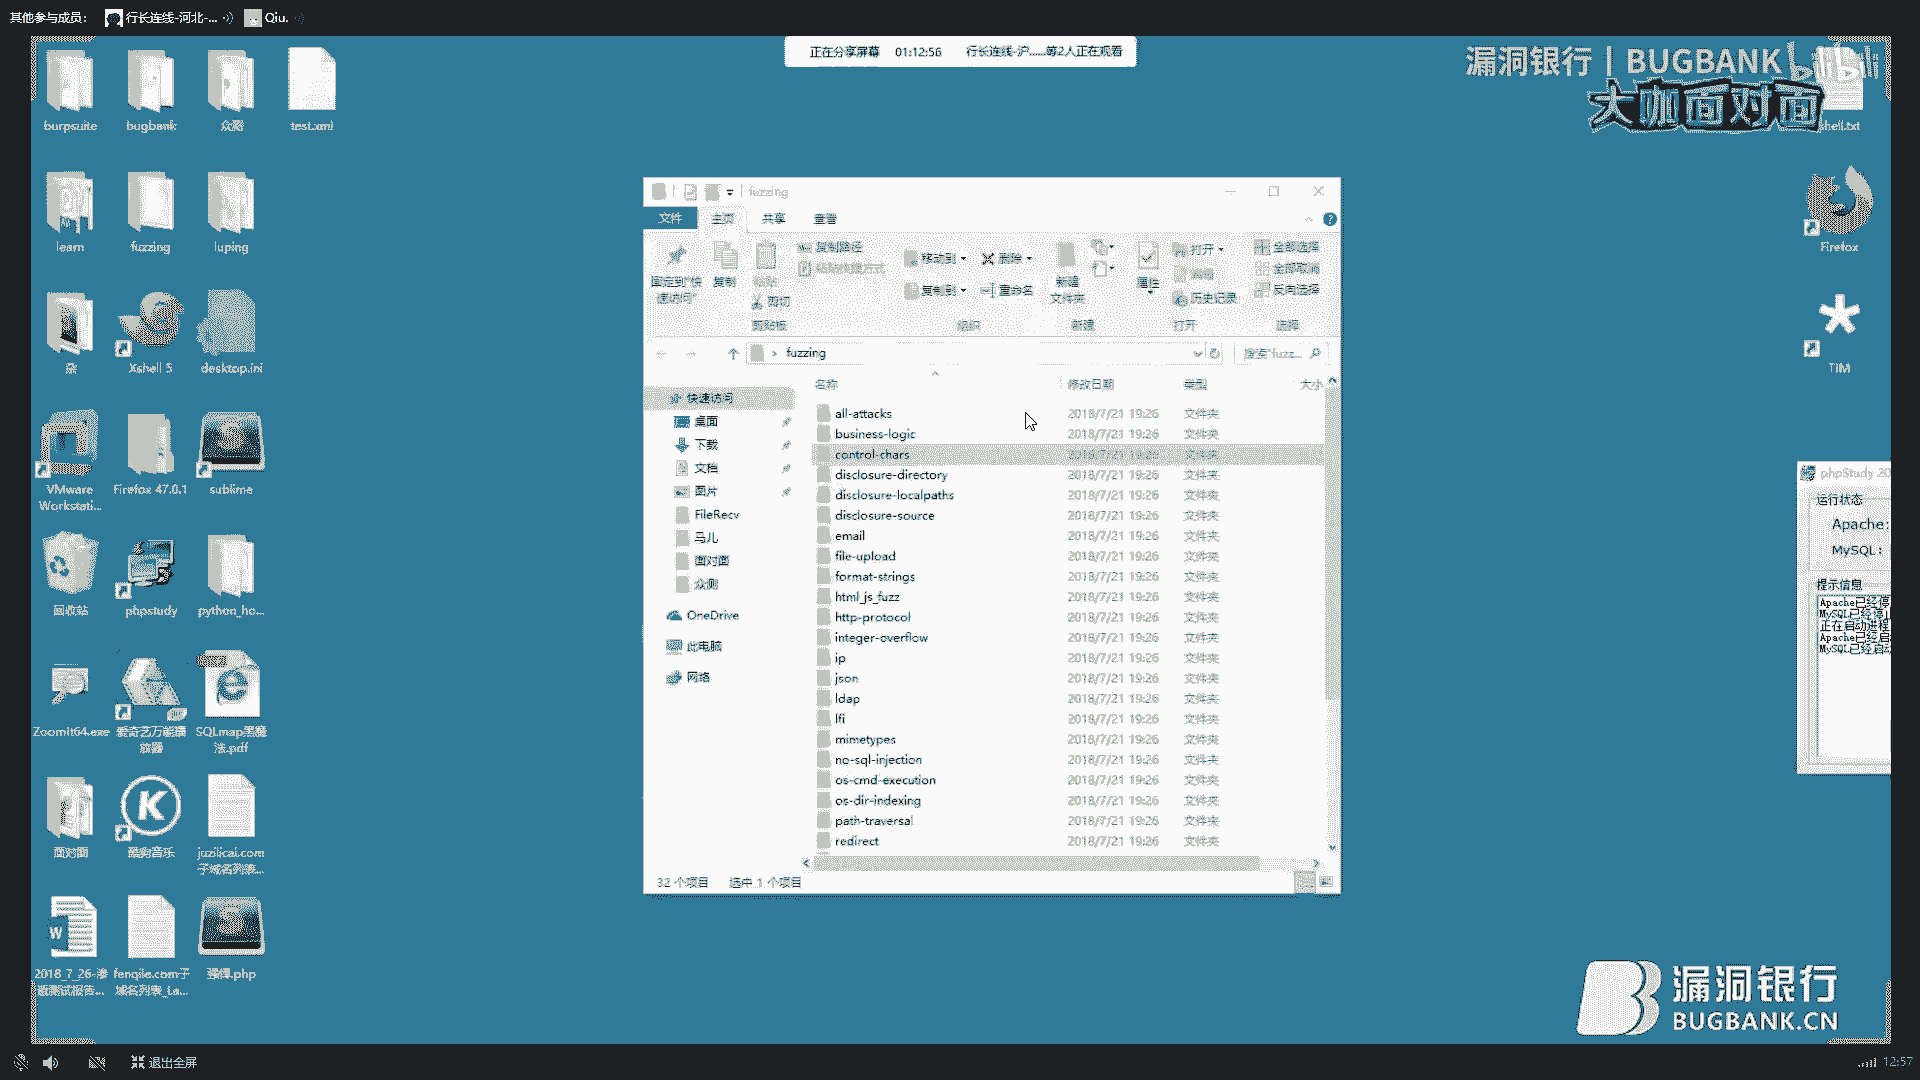 其他参与成员：
行长连线-河北-...
Qiu.
正在分享屏幕 01:12:56 行长连线-沪......等2人正在观看
漏洞银行 | BUGBANK
bilibili
大咖面对面
burpsuite
bugbank
众测
test.xml
shell.txt
learn
fuzzing
luping
Firefox
杂
Xshell 5
desktop.ini
TIM
VMware
Workstati...
Firefox 47.0.1
sublime
回收站
phpstudy
python_ho...
ZoomIt64.exe
爱奇艺万能播
放器
SQLmap黑魔
法.pdf
面对面
酷狗音乐
juzilicai.com
子域名列表...
2018_7_26-渗
透测试报告...
fenqile.com子
域名列表_La...
强悍.php
fuzzing
文件 主页 共享 查看
固定到"快
速访问"
复制
粘贴
复制路径
粘贴快捷方式
剪切
移动到
复制到
删除
重命名
新建
文件夹
属性
打开
编辑
历史记录
全部选择
全部取消
反向选择
剪贴板 组织 新建 打开 选择
fuzzing
搜索"fuzz...
快速访问
桌面
下载
文档
图片
FileRecv
马儿
面对面
众测
OneDrive
此电脑
网络
名称 修改日期 类型 大小
all-attacks 2018/7/21 19:26 文件夹
business-logic 2018/7/21 19:26 文件夹
control-chars 2018/7/21 19:26 文件夹
disclosure-directory 2018/7/21 19:26 文件夹
disclosure-localpaths 2018/7/21 19:26 文件夹
disclosure-source 2018/7/21 19:26 文件夹
email 2018/7/21 19:26 文件夹
file-upload 2018/7/21 19:26 文件夹
format-strings 2018/7/21 19:26 文件夹
html_js_fuzz 2018/7/21 19:26 文件夹
http-protocol 2018/7/21 19:26 文件夹
integer-overflow 2018/7/21 19:26 文件夹
ip 2018/7/21 19:26 文件夹
json 2018/7/21 19:26 文件夹
ldap 2018/7/21 19:26 文件夹
lfi 2018/7/21 19:26 文件夹
mimetypes 2018/7/21 19:26 文件夹
no-sql-injection 2018/7/21 19:26 文件夹
os-cmd-execution 2018/7/21 19:26 文件夹
os-dir-indexing 2018/7/21 19:26 文件夹
path-traversal 2018/7/21 19:26 文件夹
redirect 2018/7/21 19:26 文件夹
32 个项目 选中 1 个项目
phpStudy 20
运行状态
Apache:
MySQL:
提示信息
Apache已经停
MySQL已经停止
正在启动进程
Apache已经启
MySQL已经启动
漏洞银行
BUGBANK.CN
退出全屏
12:57